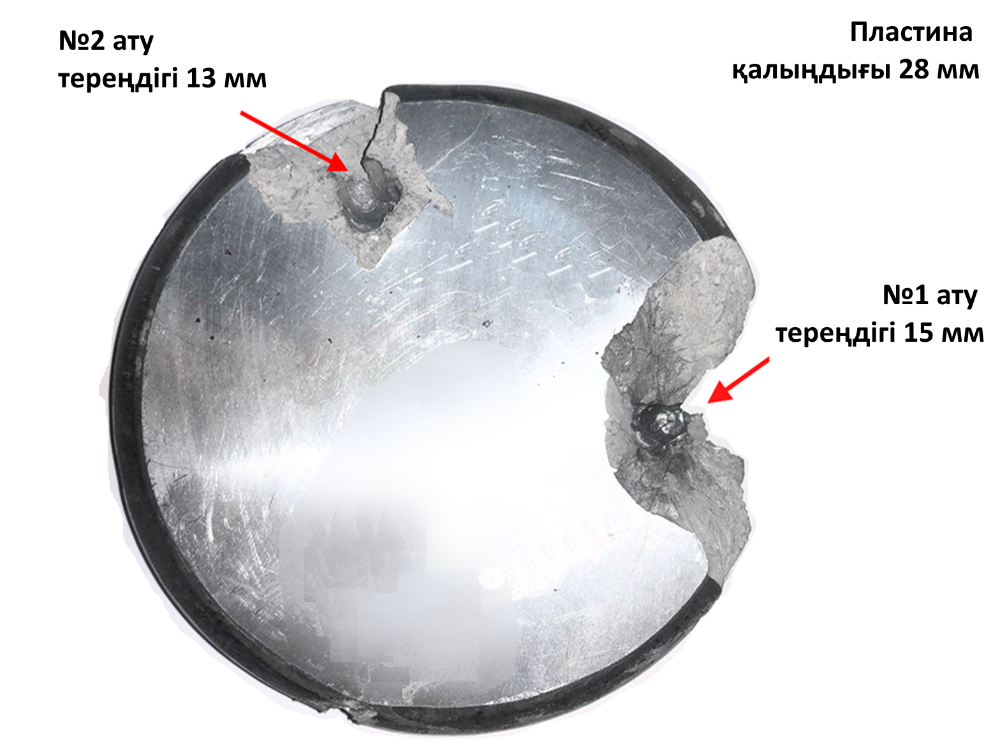 №2 ату
тереңдігі 13 мм
Пластина
қалыңдығы 28 мм
№1 ату
тереңдігі 15 мм